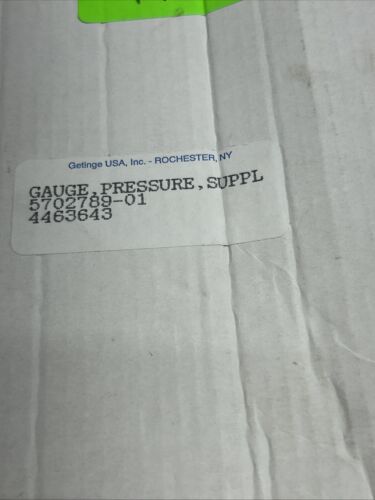 Getinge USA, Inc. - ROCHESTER, NY
GAUGE,PRESSURE,SUPPL
5702789-01
4463643